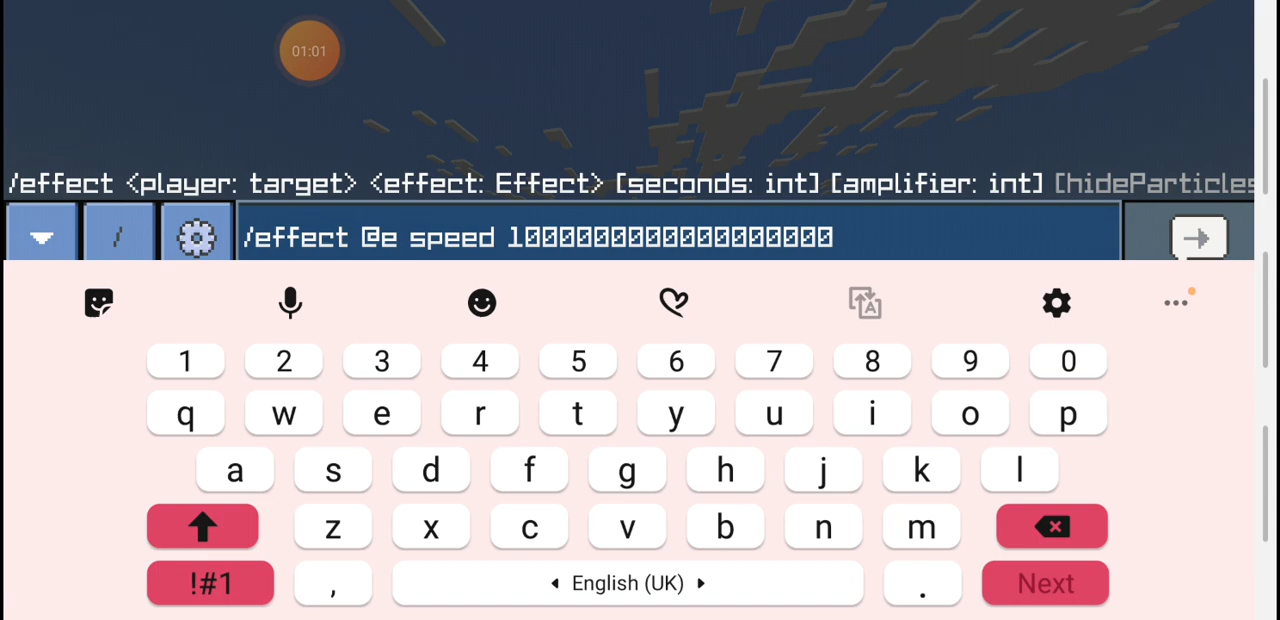 01:01
/effect <player: target> <effect: Effect> [seconds: int] [amplifier: int] [hideParticles
/ /effect @e speed 1000000000000000000
1 2 3 4 5 6 7 8 9 0
q w e r t y u i o p
a s d f g h j k l
z x c v b n m
!#1 , English (UK) . Next